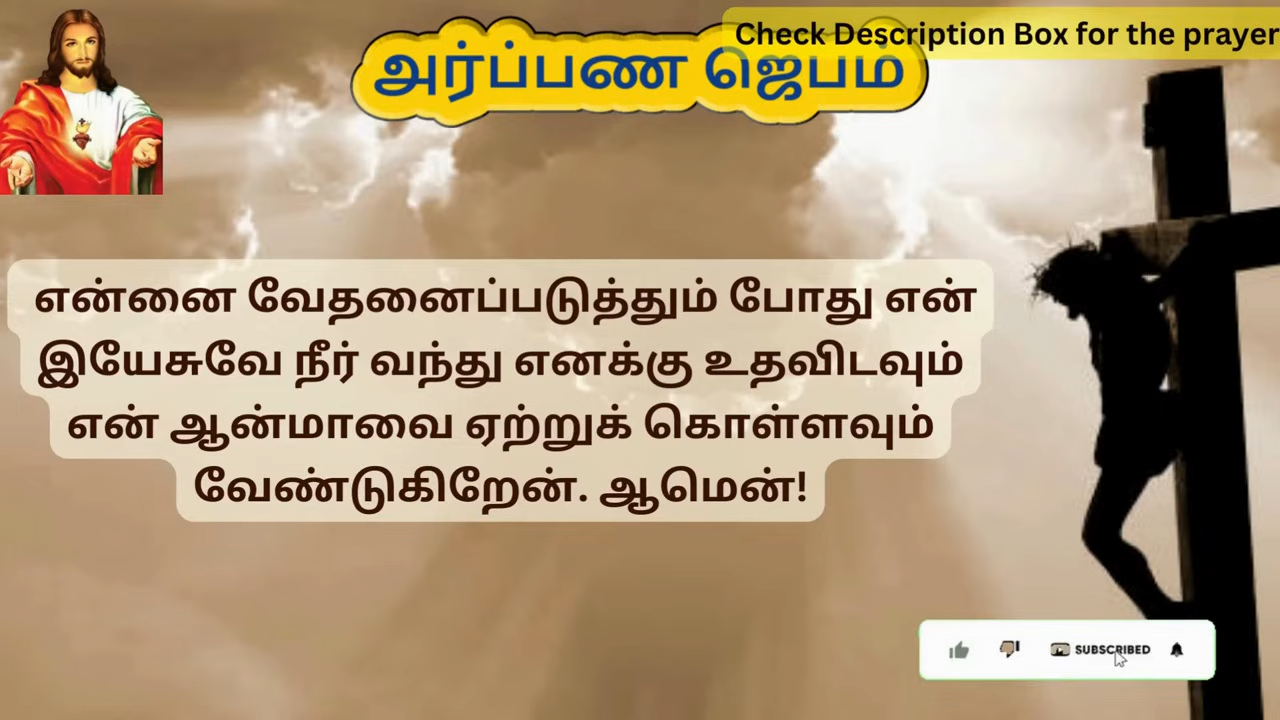 Check Description Box for the prayer
அர்ப்பண ஜெபம்
என்னை வேதனைப்படுத்தும் போது என்
இயேசுவே நீர் வந்து எனக்கு உதவிடவும்
என் ஆன்மாவை ஏற்றுக் கொள்ளவும்
வேண்டுகிறேன். ஆமென்!
SUBSCRIBED